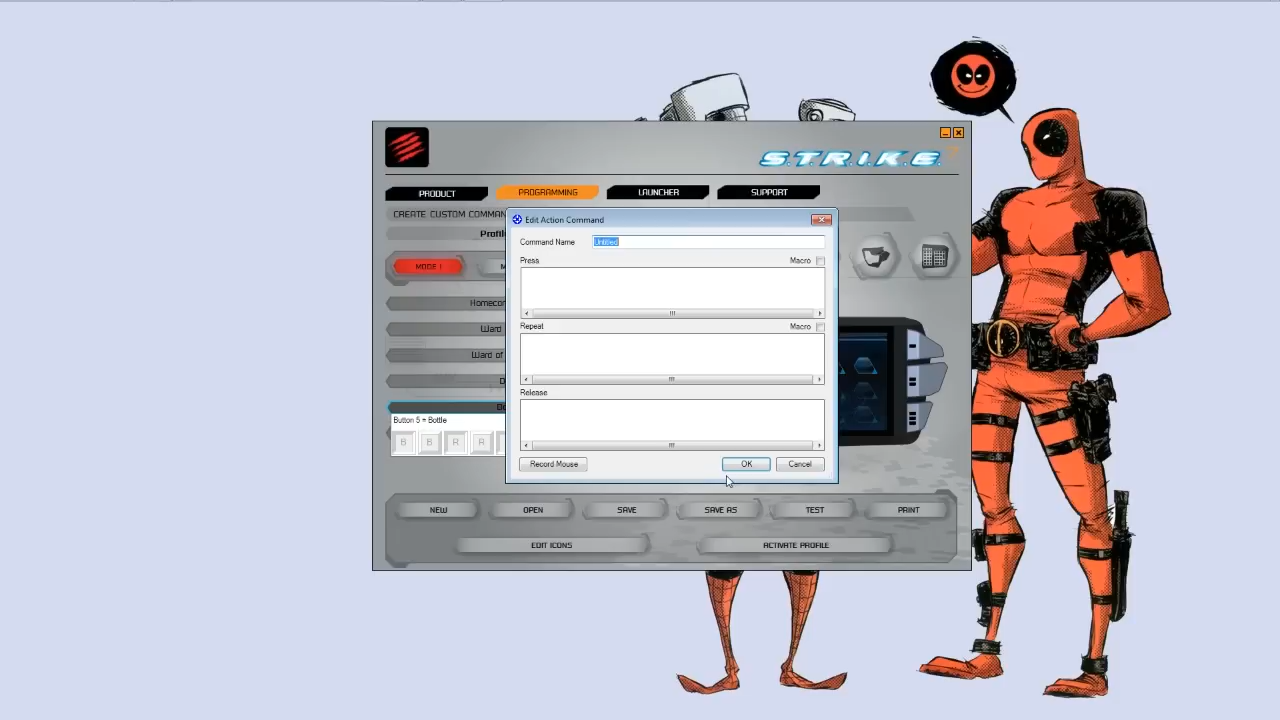 S.T.R.I.K.E. 7
PRODUCT
PROGRAMMING
LAUNCHER
SUPPORT
CREATE CUSTOM COMMAN
Profil
MODE 1
M
Homecom
Ward
Ward of
D
Button 5 = Bottle
B B R A
Edit Action Command
Command Name
Untitled
Press
Macro
Repeat
Macro
Release
Record Mouse
OK
Cancel
NEW
OPEN
SAVE
SAVE AS
TEST
PRINT
EDIT ICONS
ACTIVATE PROFILE